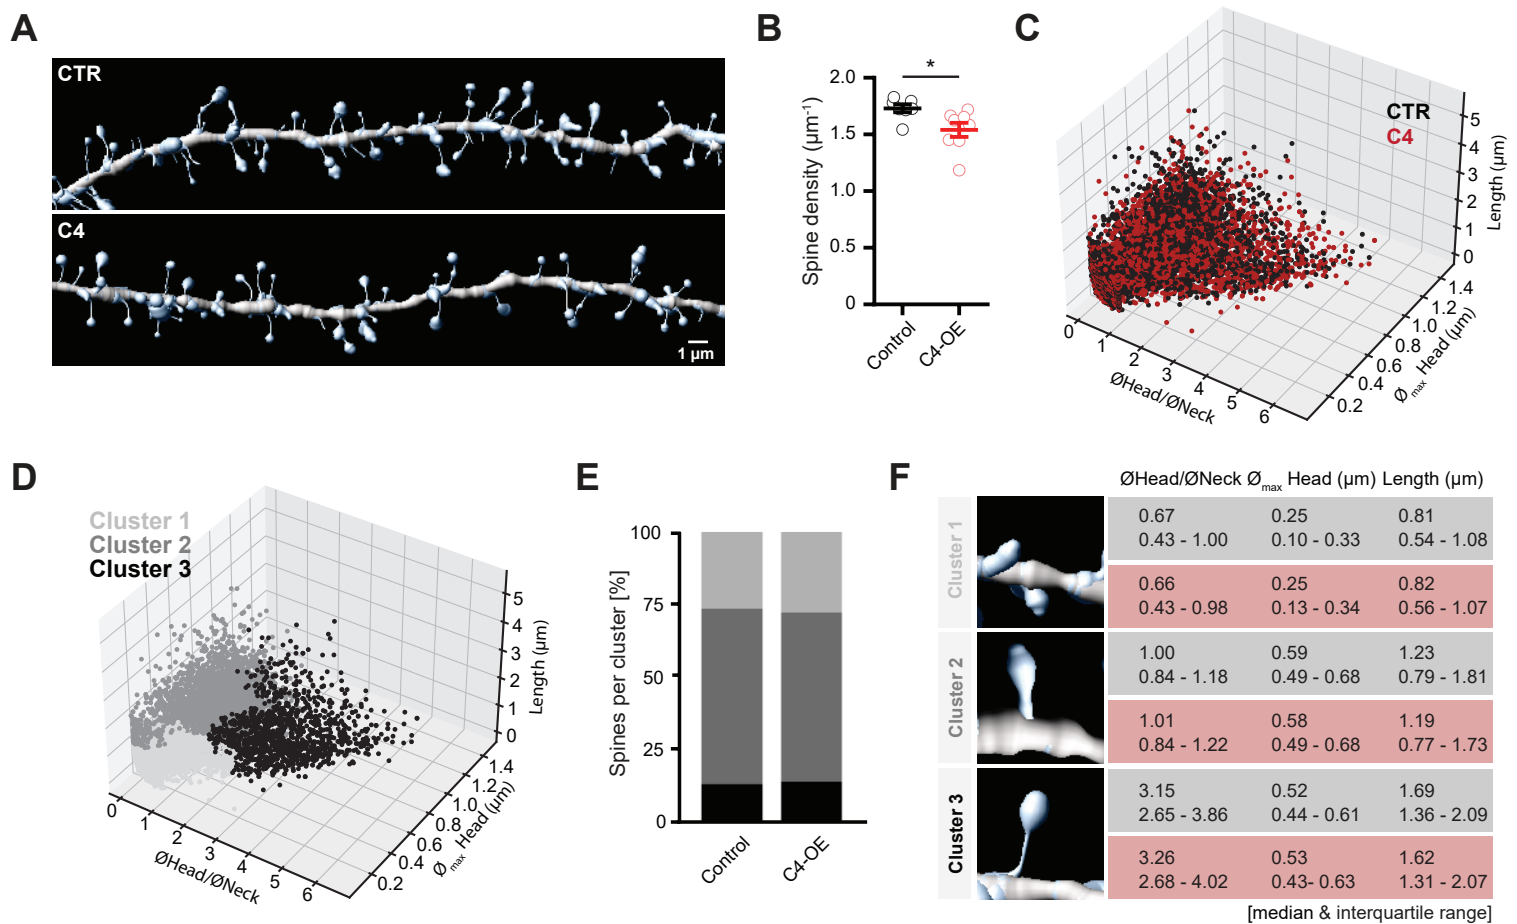 A
CTR
C4
1 µm
B
*
2.0
1.5
1.0
0.5
0
Spine density (µm⁻¹)
Control
C4-OE
C
CTR
C4
5
4
3
2
1
0
Length (µm)
1.4
1.2
1.0
0.8
0.6
0.4
0.2
Ømax Head (µm)
0
1
2
3
4
5
6
ØHead/ØNeck
D
Cluster 1
Cluster 2
Cluster 3
5
4
3
2
1
0
Length (µm)
1.4
1.2
1.0
0.8
0.6
0.4
0.2
Ømax Head (µm)
0
1
2
3
4
5
6
ØHead/ØNeck
E
100
75
50
25
0
Spines per cluster [%]
Control
C4-OE
F
ØHead/ØNeck Ømax Head (µm) Length (µm)
Cluster 1
0.67 0.25 0.81
0.43 - 1.00 0.10 - 0.33 0.54 - 1.08
0.66 0.25 0.82
0.43 - 0.98 0.13 - 0.34 0.56 - 1.07
Cluster 2
1.00 0.59 1.23
0.84 - 1.18 0.49 - 0.68 0.79 - 1.81
1.01 0.58 1.19
0.84 - 1.22 0.49 - 0.68 0.77 - 1.73
Cluster 3
3.15 0.52 1.69
2.65 - 3.86 0.44 - 0.61 1.36 - 2.09
3.26 0.53 1.62
2.68 - 4.02 0.43- 0.63 1.31 - 2.07
[median & interquartile range]